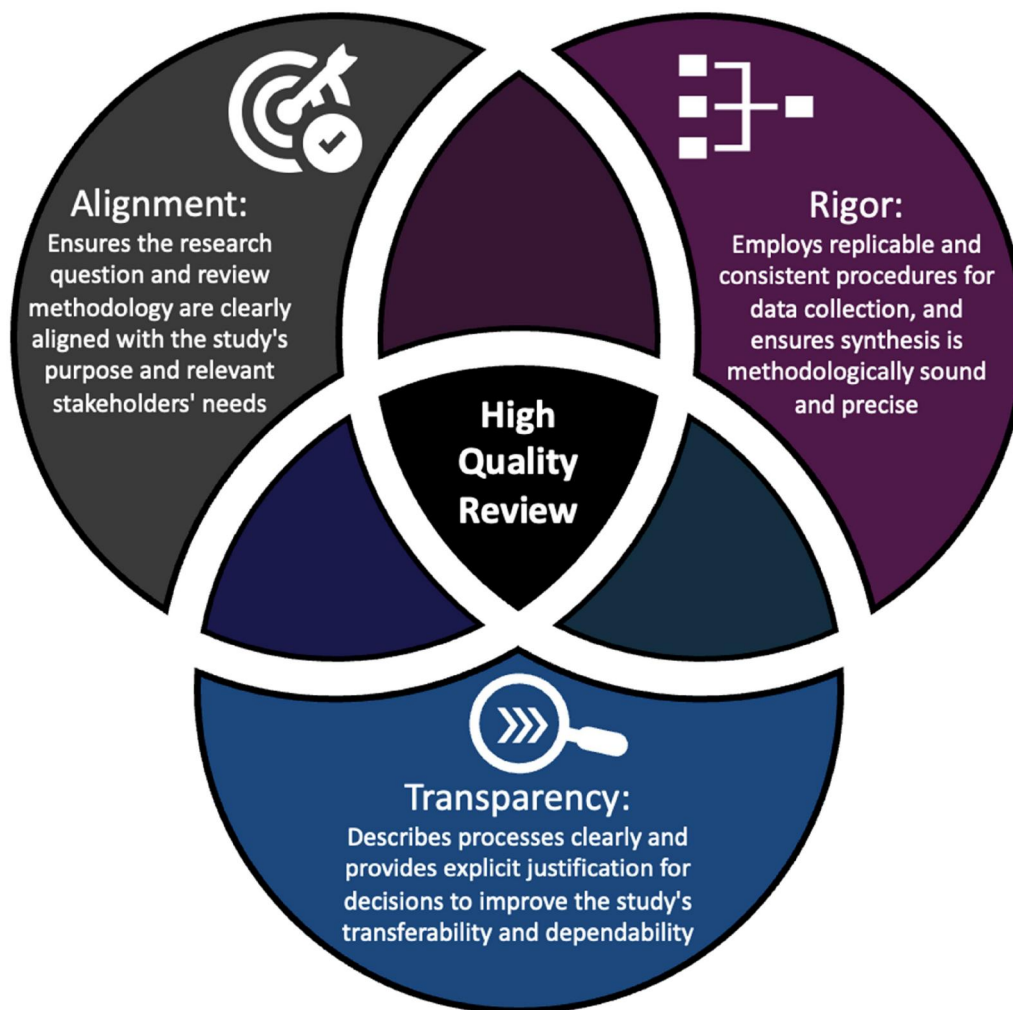 Alignment:
Ensures the research
question and review
methodology are clearly
aligned with the study's
purpose and relevant
stakeholders' needs
Rigor:
Employs replicable and
consistent procedures for
data collection, and
ensures synthesis is
methodologically sound
and precise
High
Quality
Review
Transparency:
Describes processes clearly and
provides explicit justification for
decisions to improve the study's
transferability and dependability